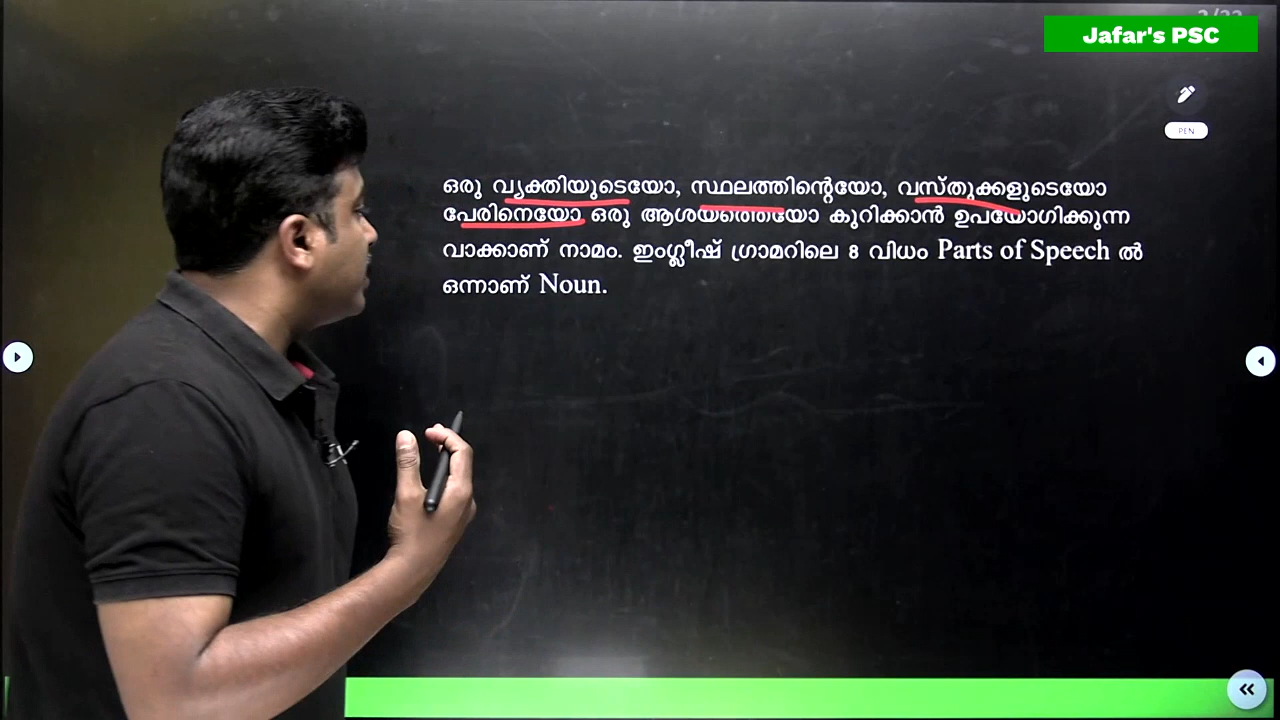 Jafar's PSC
PEN
ഒരു വ്യക്തിയുടെയോ, സ്ഥലത്തിന്റെയോ, വസ്തുക്കളുടെയോ
പേരിനെയോ ഒരു ആശയത്തെയോ കുറിക്കാൻ ഉപയോഗിക്കുന്ന
വാക്കാണ് നാമം. ഇംഗ്ലീഷ് ഗ്രാമറിലെ 8 വിധം Parts of Speech ൽ
ഒന്നാണ് Noun.